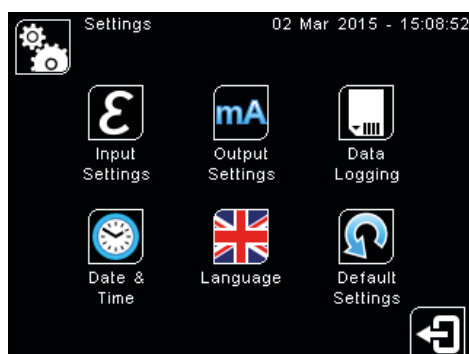 Settings
02 Mar 2015 - 15:08:52
ε
mA
Input
Settings
Output
Settings
Data
Logging
Date &
Time
Language
Default
Settings